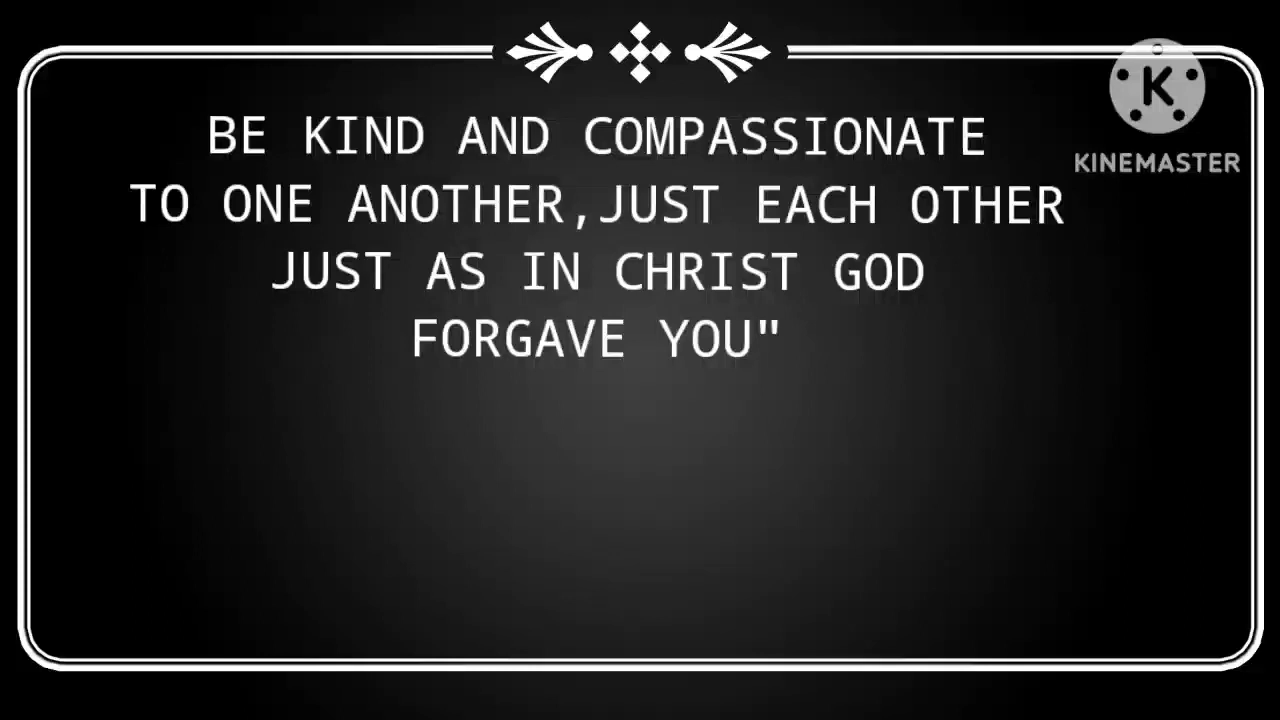 BE KIND AND COMPASSIONATE
TO ONE ANOTHER,JUST EACH OTHER
JUST AS IN CHRIST GOD
FORGAVE YOU"
K
KINEMASTER